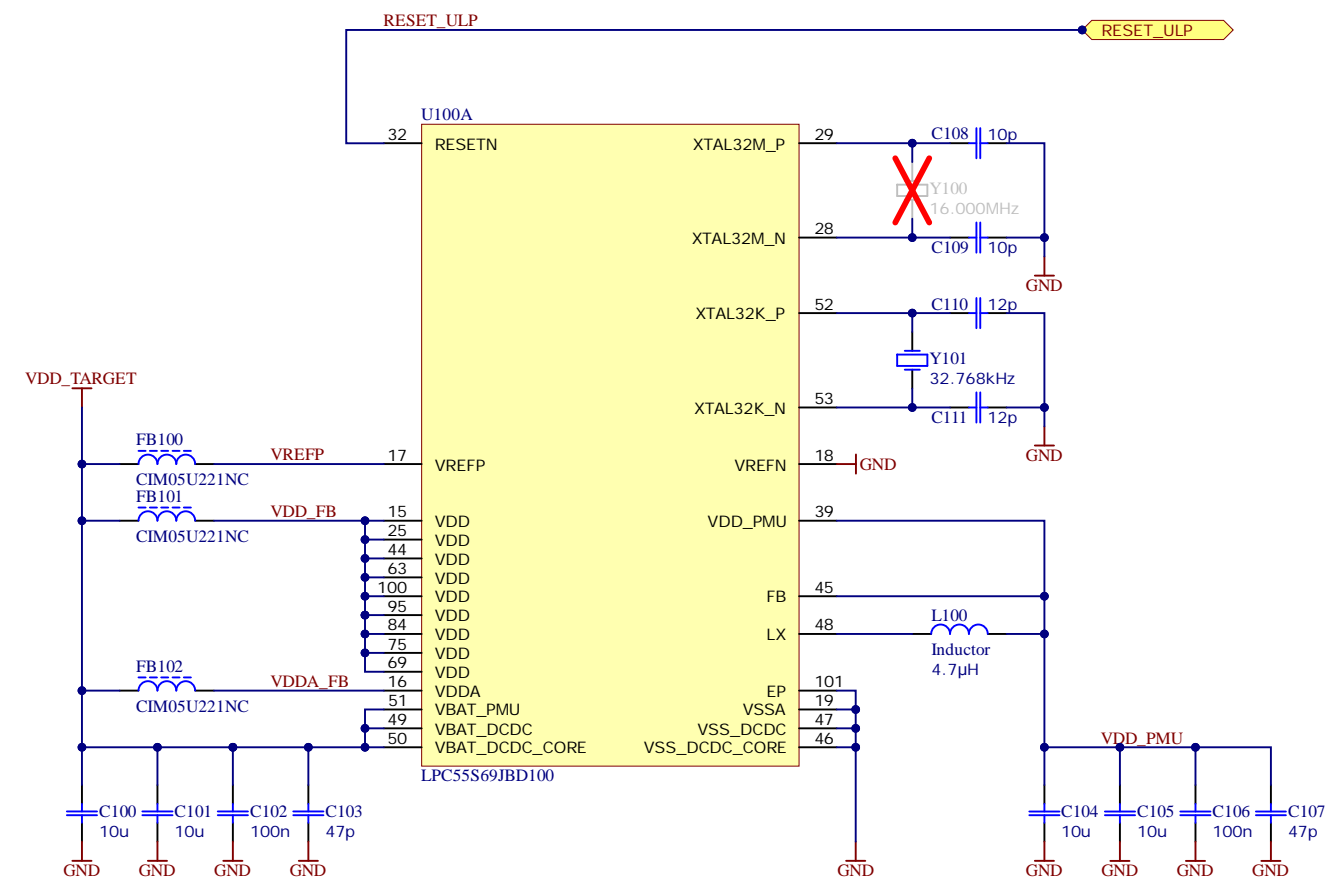 RESET_ULP
RESET_ULP
U100A
32
RESETN
XTAL32M_P
29
C108
10p
Y100
16.000MHz
XTAL32M_N
28
C109
10p
GND
XTAL32K_P
52
C110
12p
Y101
32.768kHz
XTAL32K_N
53
C111
12p
GND
VDD_TARGET
FB100
CIM05U221NC
VREFP
17
VREFP
VREFN
18
GND
FB101
CIM05U221NC
VDD_FB
15
VDD
25
VDD
44
VDD
63
VDD
100
VDD
95
VDD
84
VDD
75
VDD
69
VDD
VDD_PMU
39
FB
45
LX
48
L100
Inductor
4.7µH
FB102
CIM05U221NC
VDDA_FB
16
VDDA
51
VBAT_PMU
49
VBAT_DCDC
50
VBAT_DCDC_CORE
EP
101
VSSA
19
VSS_DCDC
47
VSS_DCDC_CORE
46
LPC55S69JBD100
VDD_PMU
C100
10u
C101
10u
C102
100n
C103
47p
C104
10u
C105
10u
C106
100n
C107
47p
GND
GND
GND
GND
GND
GND
GND
GND
GND